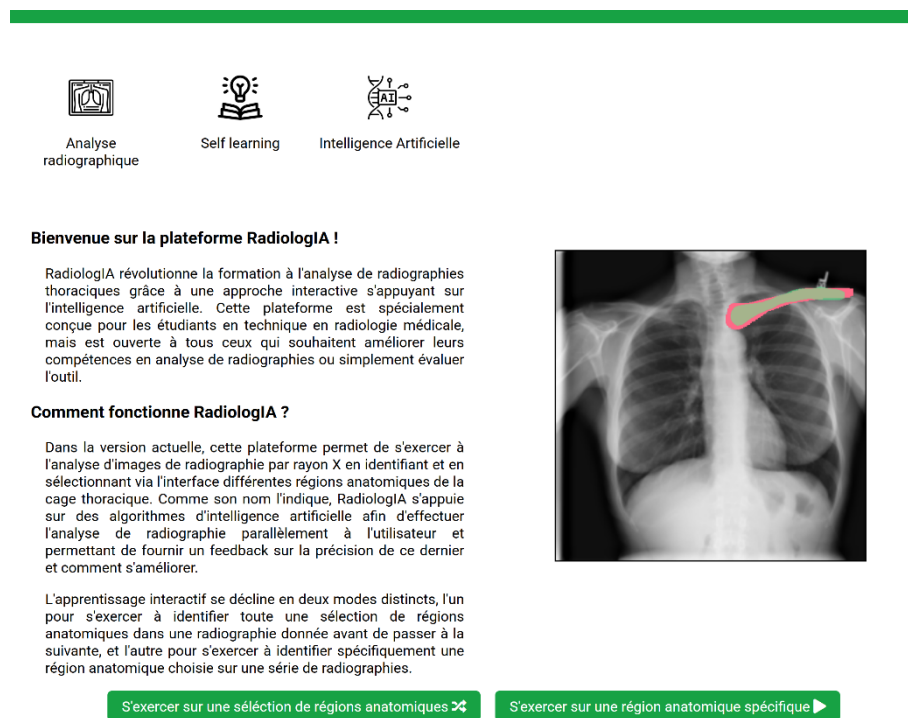 Analyse
radiographique
Self learning
AI
Intelligence Artificielle
Bienvenue sur la plateforme RadiologIA !
RadiologIA révolutionne la formation à l'analyse de radiographies
thoraciques grâce à une approche interactive s'appuyant sur
l'intelligence artificielle. Cette plateforme est spécialement
conçue pour les étudiants en technique en radiologie médicale,
mais est ouverte à tous ceux qui souhaitent améliorer leurs
compétences en analyse de radiographies ou simplement évaluer
l'outil.
Comment fonctionne RadiologIA ?
Dans la version actuelle, cette plateforme permet de s'exercer à
l'analyse d'images de radiographie par rayon X en identifiant et en
sélectionnant via l'interface différentes régions anatomiques de la
cage thoracique. Comme son nom l'indique, RadiologIA s'appuie
sur des algorithmes d'intelligence artificielle afin d'effectuer
l'analyse de radiographie parallèlement à l'utilisateur et
permettant de fournir un feedback sur la précision de ce dernier
et comment s'améliorer.
L'apprentissage interactif se décline en deux modes distincts, l'un
pour s'exercer à identifier toute une sélection de régions
anatomiques dans une radiographie donnée avant de passer à la
suivante, et l'autre pour s'exercer à identifier spécifiquement une
région anatomique choisie sur une série de radiographies.
S'exercer sur une séléction de régions anatomiques
S'exercer sur une région anatomique spécifique